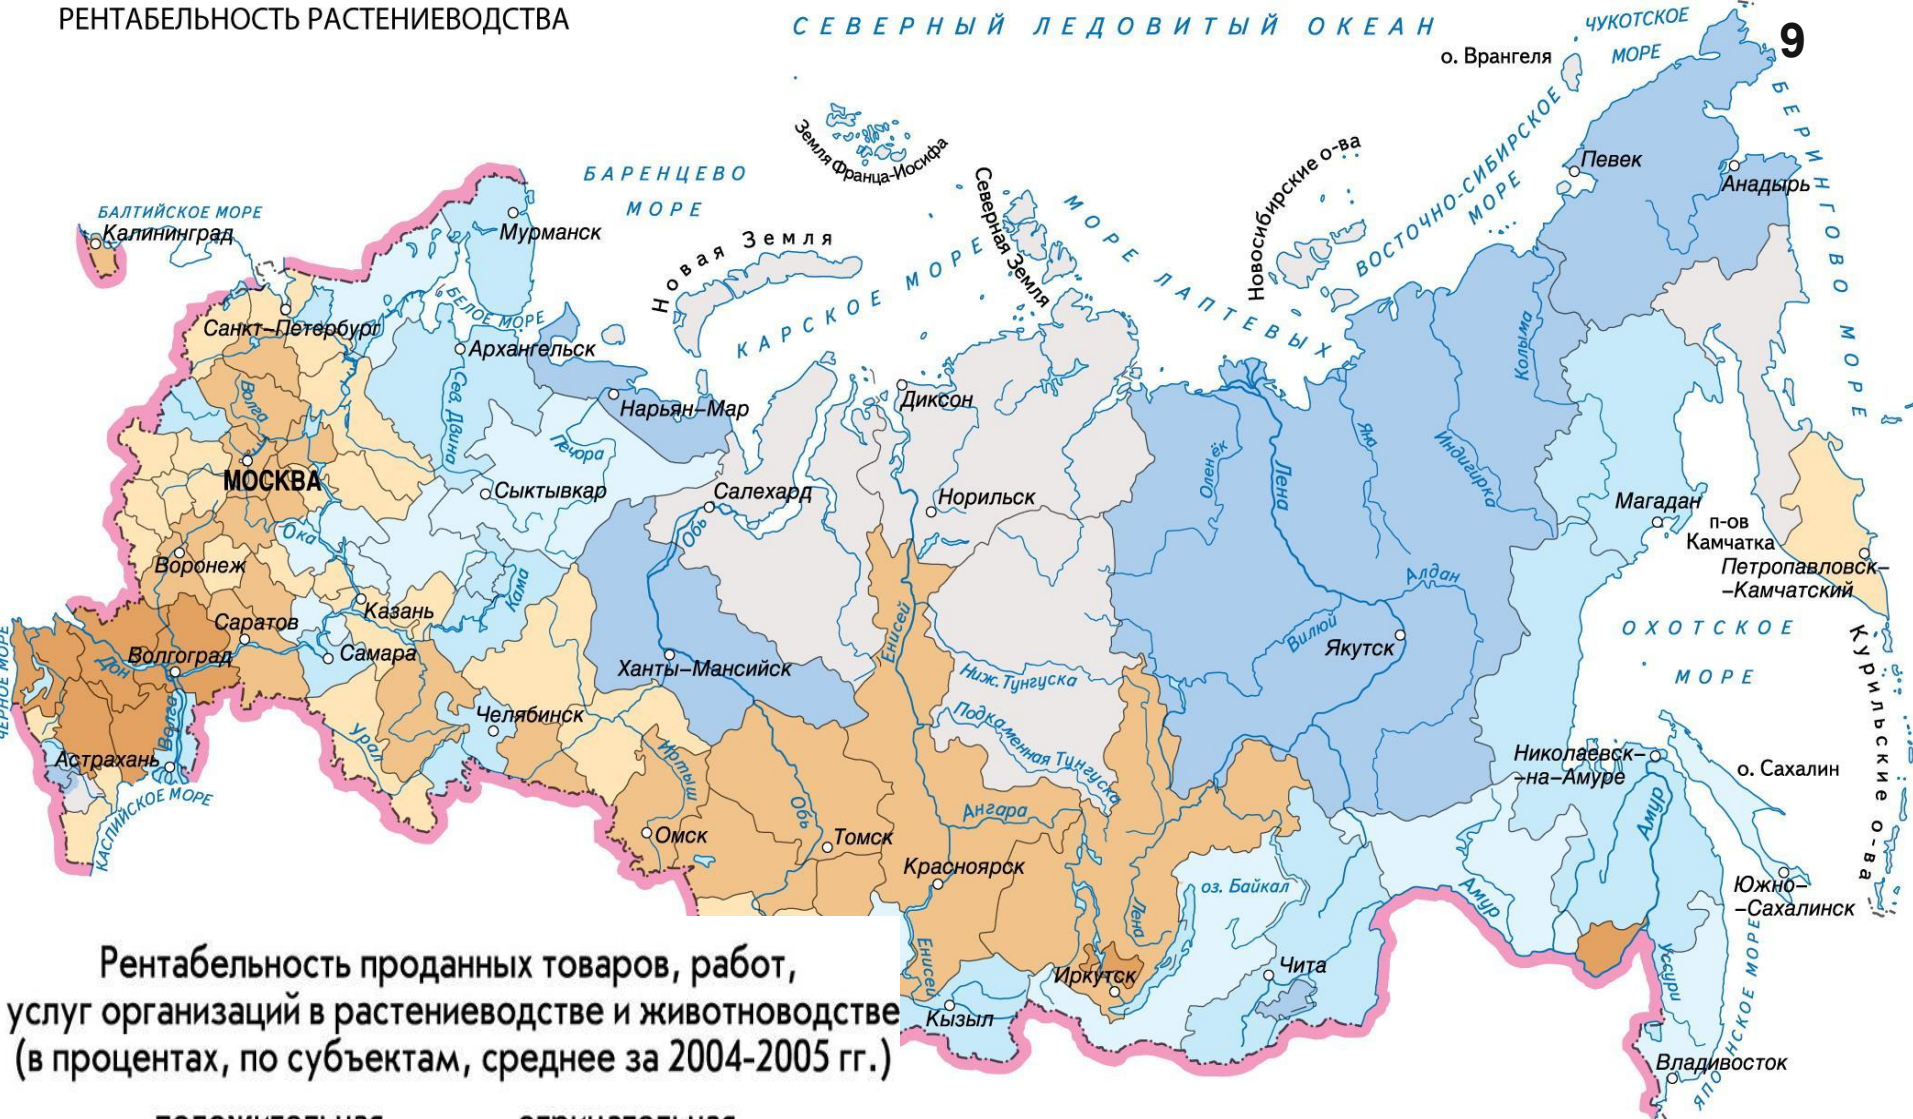 РЕНТАБЕЛЬНОСТЬ РАСТЕНИЕВОДСТВА
СЕВЕРНЫЙ ЛЕДОВИТЫЙ ОКЕАН
ЧУКОТСКОЕ
МОРЕ
9
о. Врангеля
Земля Франца-Иосифа
БАРЕНЦЕВО
МОРЕ
Северная Земля
МОРЕ ЛАПТЕВЫХ
Новосибирские о-ва
ВОСТОЧНО-СИБИРСКОЕ
МОРЕ
БЕРИНГОВО МОРЕ
Певек
Анадырь
БАЛТИЙСКОЕ МОРЕ
Калининград
Мурманск
Новая Земля
КАРСКОЕ МОРЕ
БЕЛОЕ МОРЕ
Санкт-Петербург
Архангельск
Волга
Сев. Двина
Нарьян-Мар
Диксон
Колыма
Печора
Оленёк
Лена
Яна
Индигирка
МОСКВА
Сыктывкар
Салехард
Норильск
Магадан
п-ов
Камчатка
Ока
Обь
Воронеж
Кама
Алдан
Петропавловск-
-Камчатский
Казань
Саратов
Енисей
Вилюй
Якутск
ОХОТСКОЕ
МОРЕ
Курильские о-ва
ЧЕРНОЕ МОРЕ
Дон
Волгоград
Самара
Ханты-Мансийск
Ниж. Тунгуска
Подкаменная Тунгуска
Волга
Урал
Челябинск
Иртыш
Астрахань
КАСПИЙСКОЕ МОРЕ
Николаевск-
-на-Амуре
о. Сахалин
Обь
Ангара
Амур
Омск
Томск
Красноярск
оз. Байкал
Лена
Амур
Южно-
-Сахалинск
Енисей
Иркутск
Чита
Уссури
ЯПОНСКОЕ МОРЕ
Кызыл
Владивосток
Рентабельность проданных товаров, работ,
услуг организаций в растениеводстве и животноводстве
(в процентах, по субъектам, среднее за 2004-2005 гг.)
положительная отрицательная